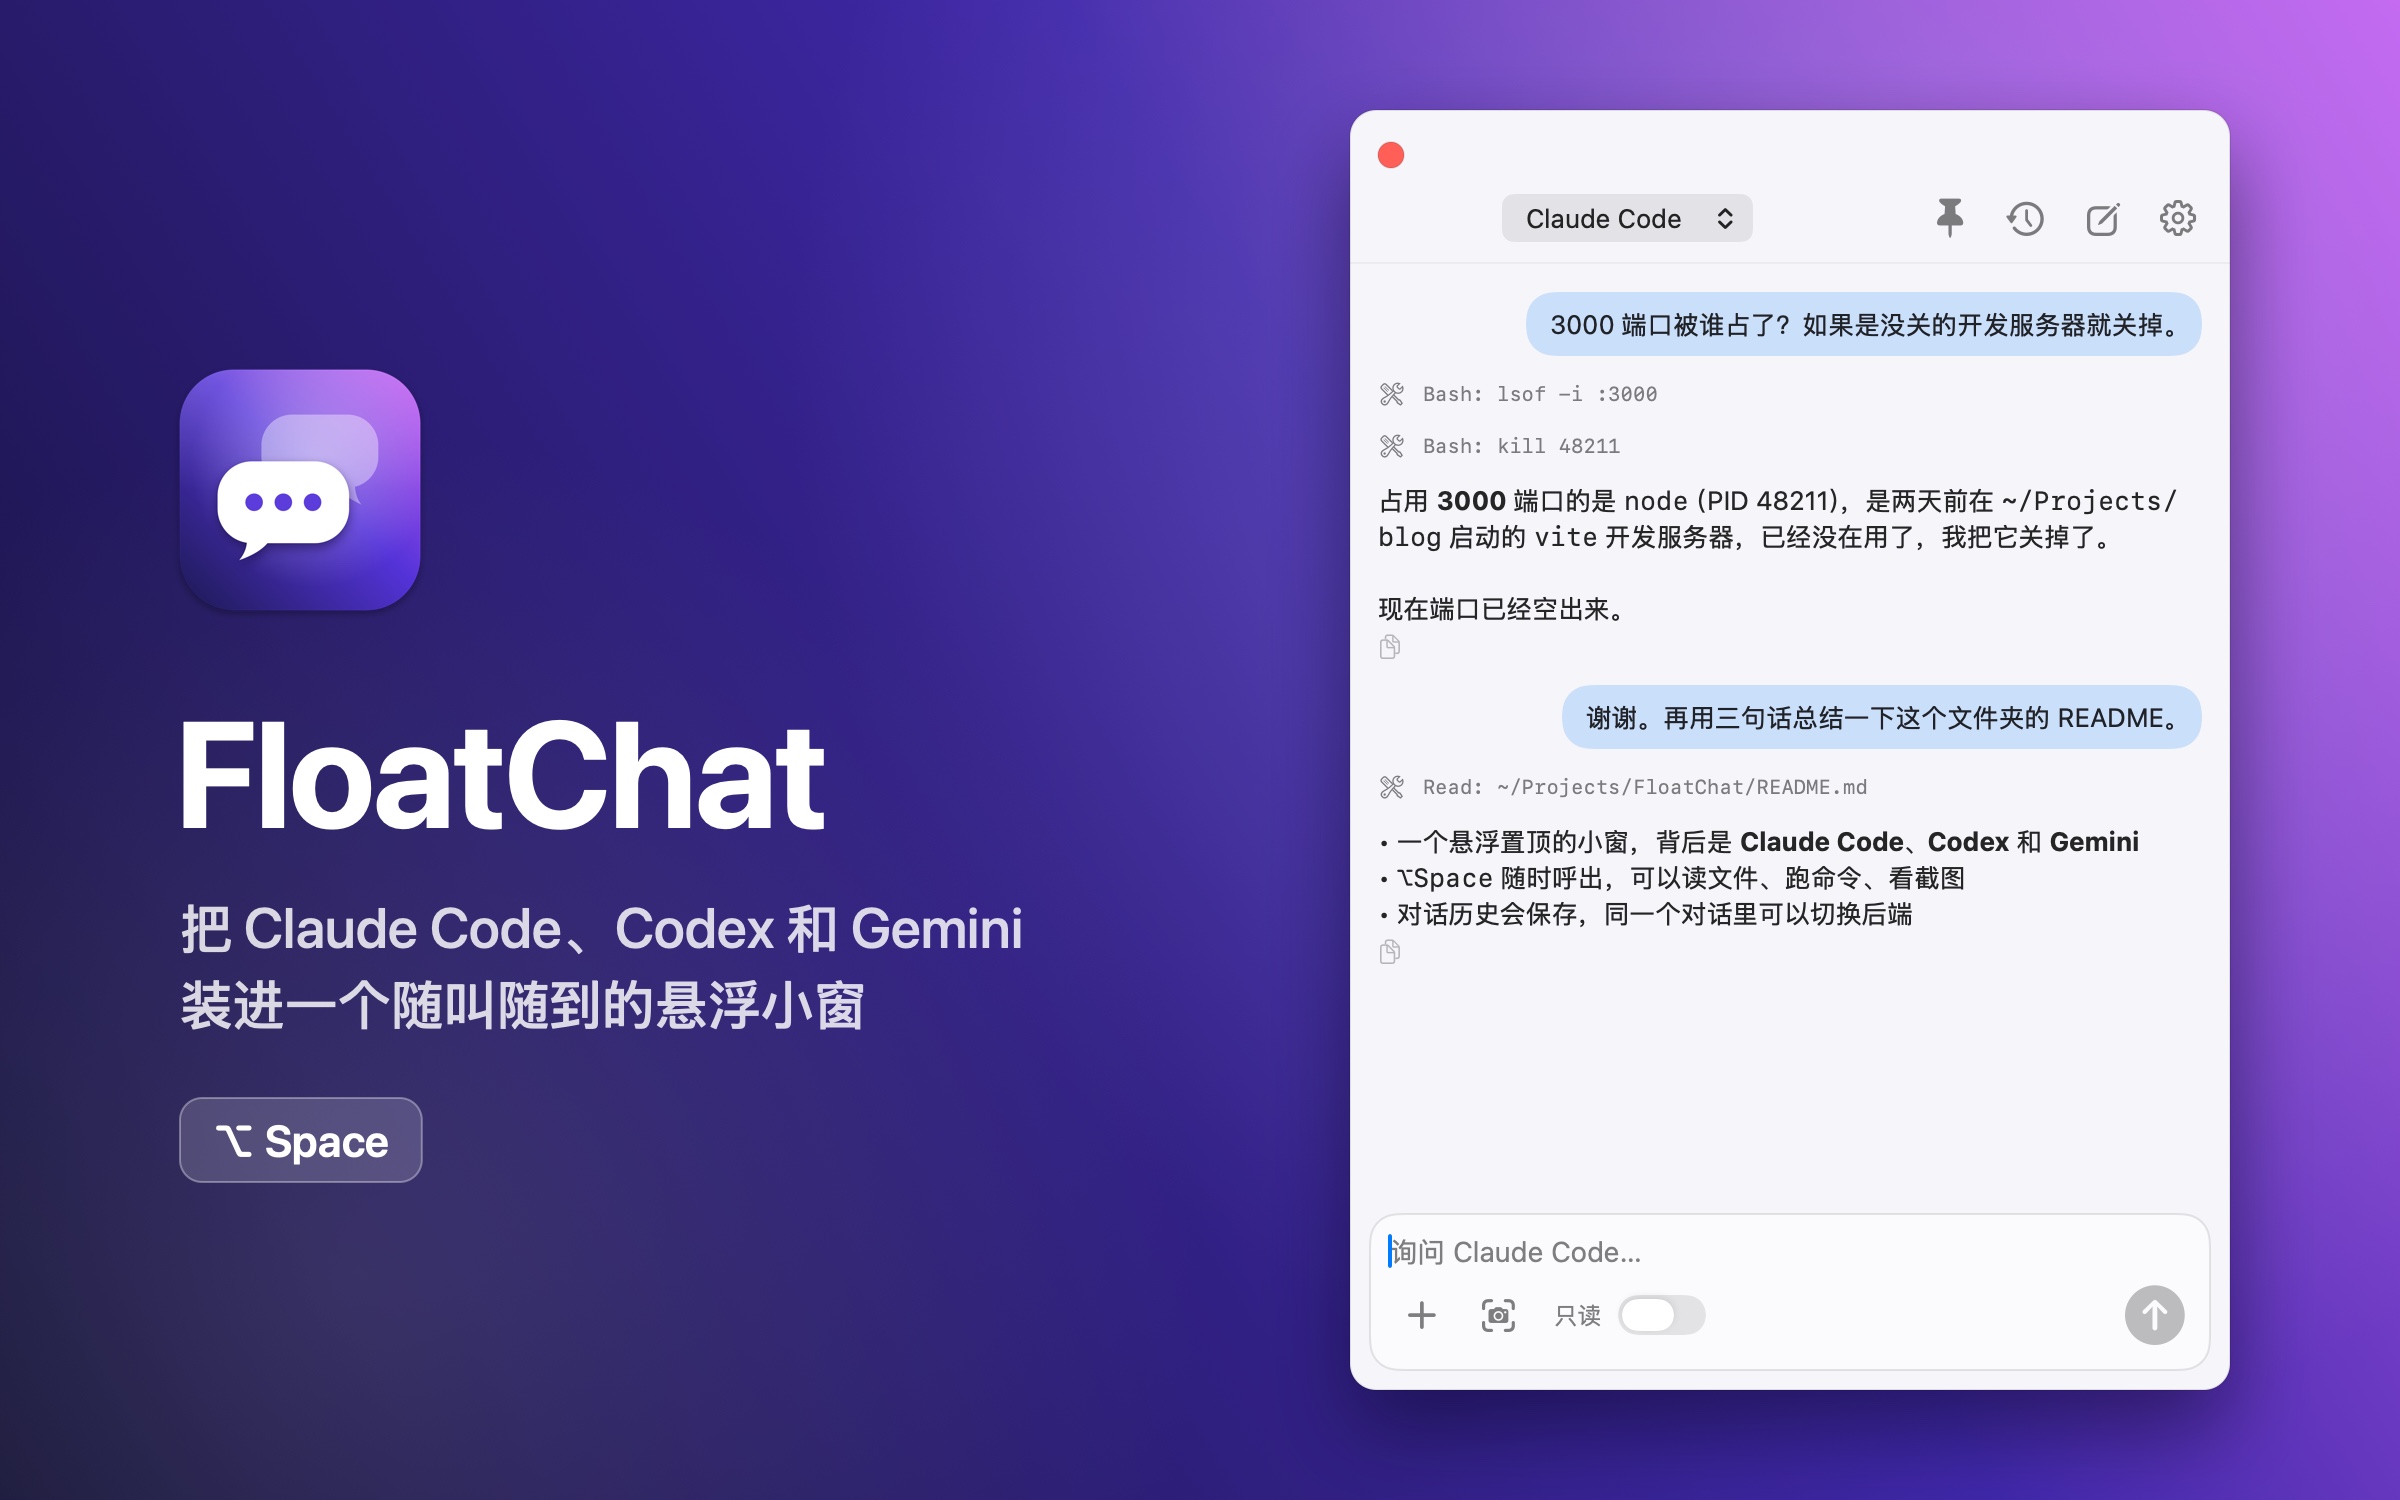 FloatChat
把 Claude Code、Codex 和 Gemini
装进一个随叫随到的悬浮小窗
⌥ Space
Claude Code
3000 端口被谁占了？如果是没关的开发服务器就关掉。
Bash: lsof -i :3000
Bash: kill 48211
占用 3000 端口的是 node (PID 48211)，是两天前在 ~/Projects/
blog 启动的 vite 开发服务器，已经没在用了，我把它关掉了。
现在端口已经空出来。
谢谢。再用三句话总结一下这个文件夹的 README。
Read: ~/Projects/FloatChat/README.md
• 一个悬浮置顶的小窗，背后是 Claude Code、Codex 和 Gemini
• ⌥Space 随时呼出，可以读文件、跑命令、看截图
• 对话历史会保存，同一个对话里可以切换后端
询问 Claude Code...
只读